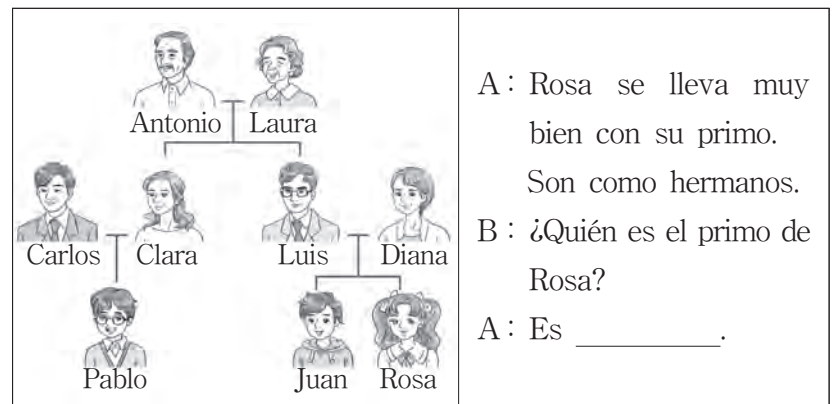 Antonio Laura
Carlos Clara Luis Diana
Pablo Juan Rosa
A : Rosa se lleva muy
bien con su primo.
Son como hermanos.
B : ¿Quién es el primo de
Rosa?
A : Es ________.